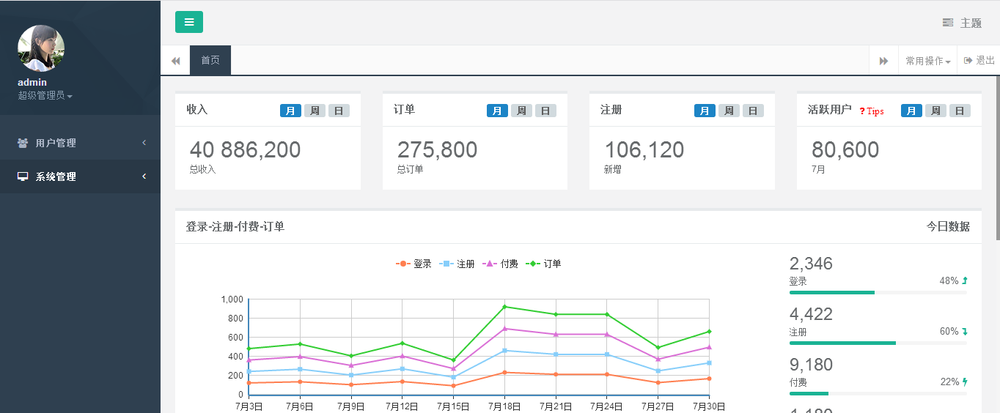 主题
admin
超级管理员
首页
常用操作
退出
用户管理
系统管理
收入
月 周 日
40 886,200
总收入
订单
月 周 日
275,800
总订单
注册
月 周 日
106,120
新增
活跃用户 ?Tips
月 周 日
80,600
7月
登录-注册-付费-订单
今日数据
登录 注册 付费 订单
1,000
800
600
400
200
0
7月3日 7月6日 7月9日 7月12日 7月15日 7月18日 7月21日 7月24日 7月27日 7月30日
2,346
登录 48%
4,422
注册 60%
9,180
付费 22%